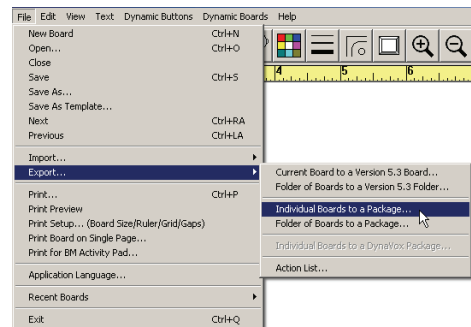 File Edit View Text Dynamic Buttons Dynamic Boards Help
New Board Ctrl+N
Open... Ctrl+O
Close
Save Ctrl+S
Save As...
Save As Template...
Next Ctrl+RA
Previous Ctrl+LA
Import...
Export...
Print... Ctrl+P
Print Preview
Print Setup... (Board Size/Ruler/Grid/Gaps)
Print Board on Single Page...
Print for BM Activity Pad...
Application Language...
Recent Boards
Exit Ctrl+Q
4 5 6
Current Board to a Version 5.3 Board...
Folder of Boards to a Version 5.3 Folder...
Individual Boards to a Package...
Folder of Boards to a Package...
Individual Boards to a DynaVox Package...
Action List...